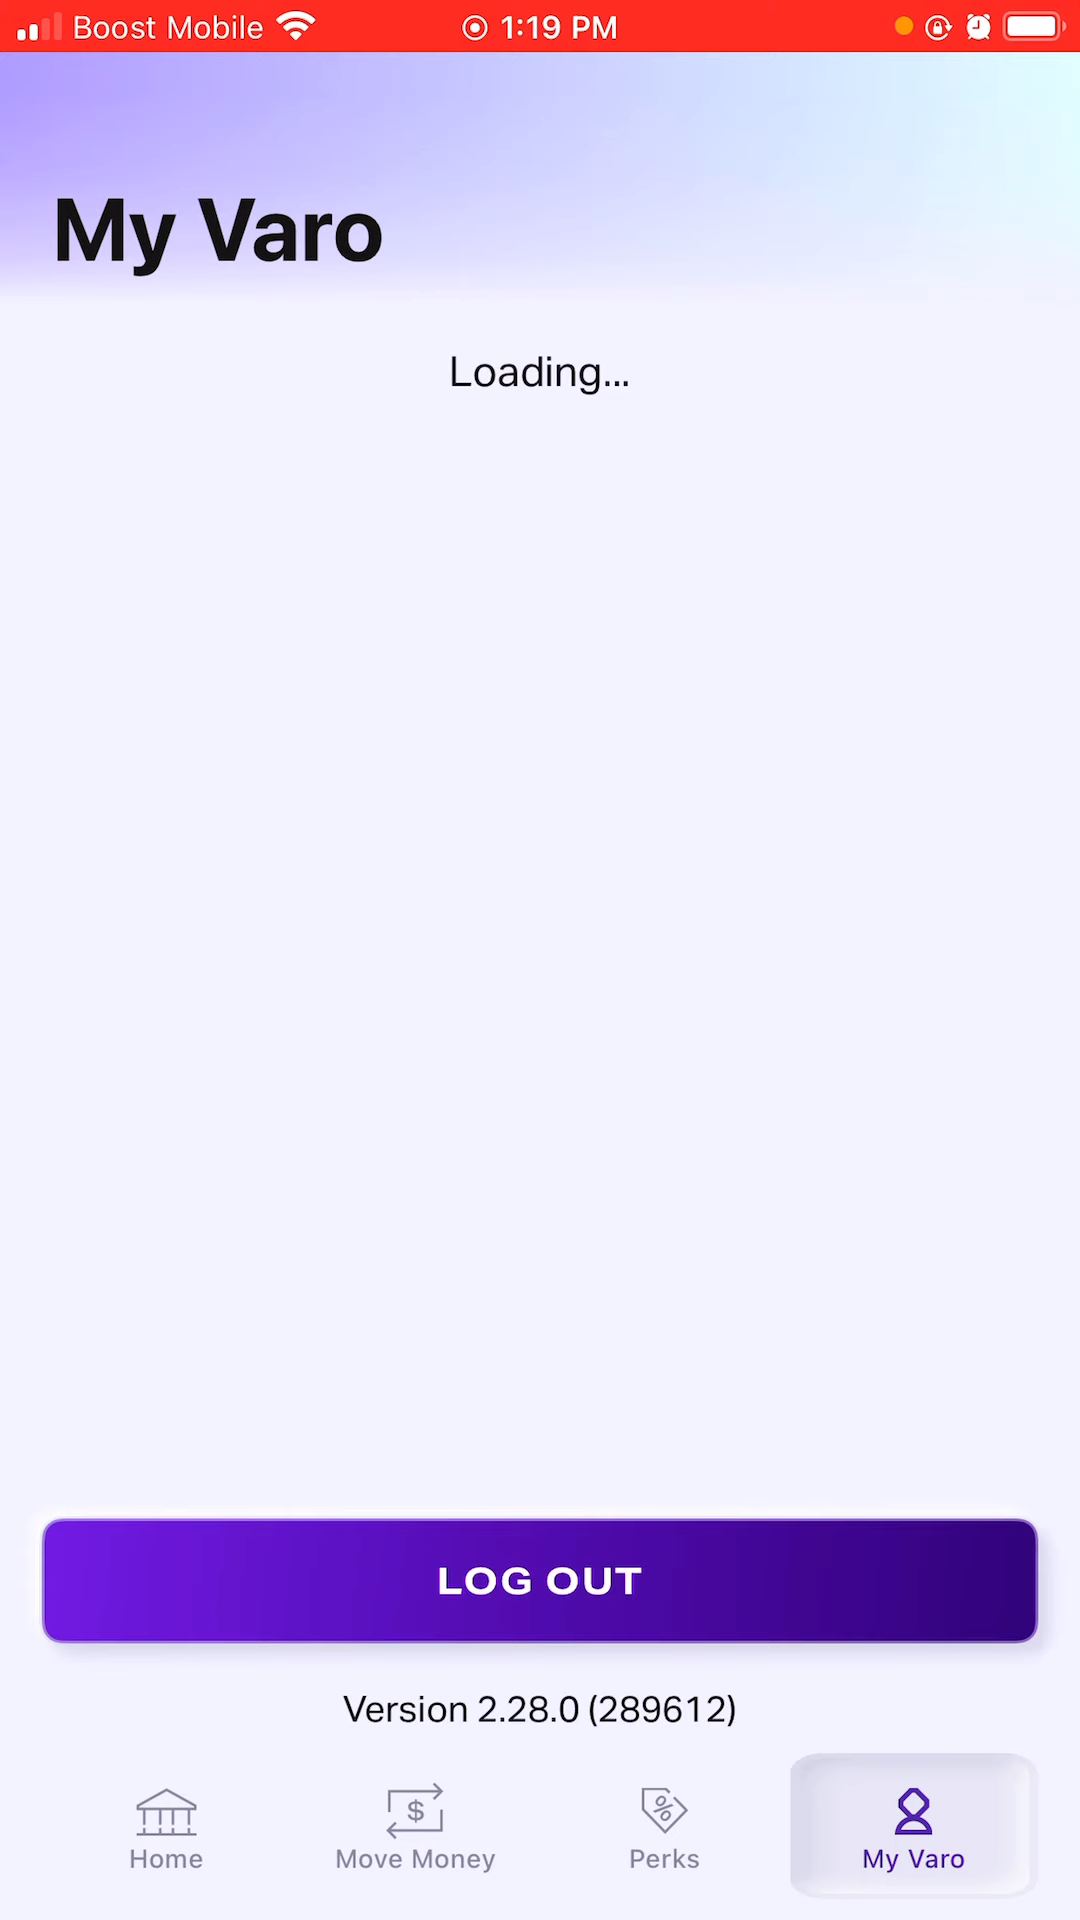 Boost Mobile 1:19 PM
My Varo
Loading...
LOG OUT
Version 2.28.0 (289612)
$ %
Home Move Money Perks My Varo